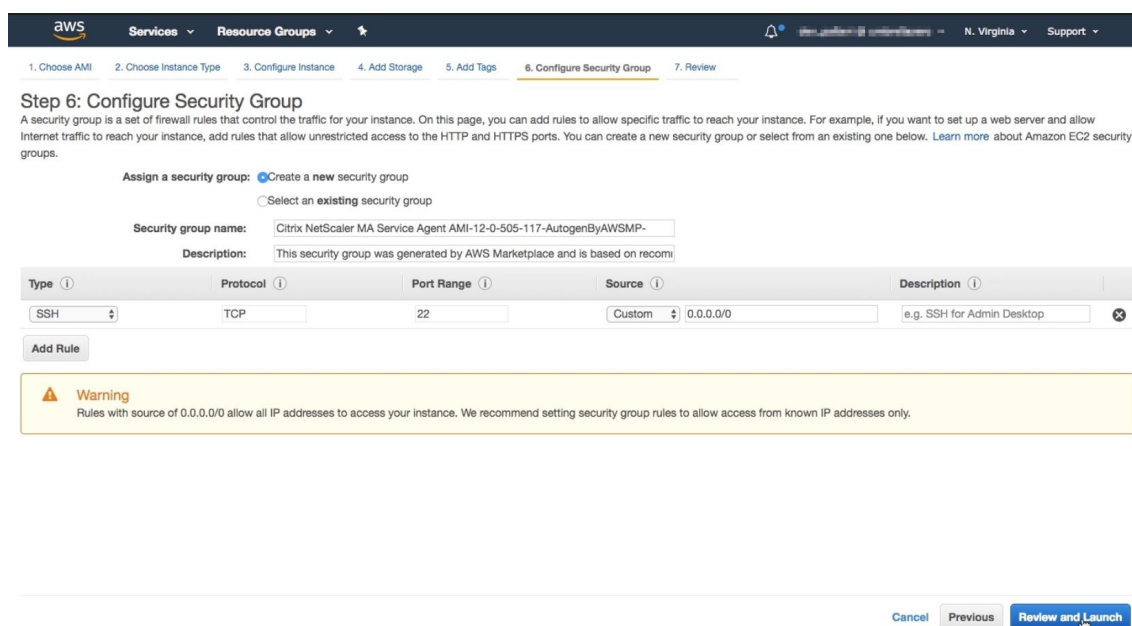 aws Services Resource Groups N. Virginia Support
1. Choose AMI 2. Choose Instance Type 3. Configure Instance 4. Add Storage 5. Add Tags 6. Configure Security Group 7. Review
Step 6: Configure Security Group
A security group is a set of firewall rules that control the traffic for your instance. On this page, you can add rules to allow specific traffic to reach your instance. For example, if you want to set up a web server and allow
Internet traffic to reach your instance, add rules that allow unrestricted access to the HTTP and HTTPS ports. You can create a new security group or select from an existing one below. Learn more about Amazon EC2 security
groups.
Assign a security group: Create a new security group
Select an existing security group
Security group name: Citrix NetScaler MA Service Agent AMI-12-0-505-117-AutogenByAWSMP-
Description: This security group was generated by AWS Marketplace and is based on recom
Type Protocol Port Range Source Description
SSH TCP 22 Custom 0.0.0.0/0 e.g. SSH for Admin Desktop
Add Rule
Warning
Rules with source of 0.0.0.0/0 allow all IP addresses to access your instance. We recommend setting security group rules to allow access from known IP addresses only.
Cancel Previous Review and Launch